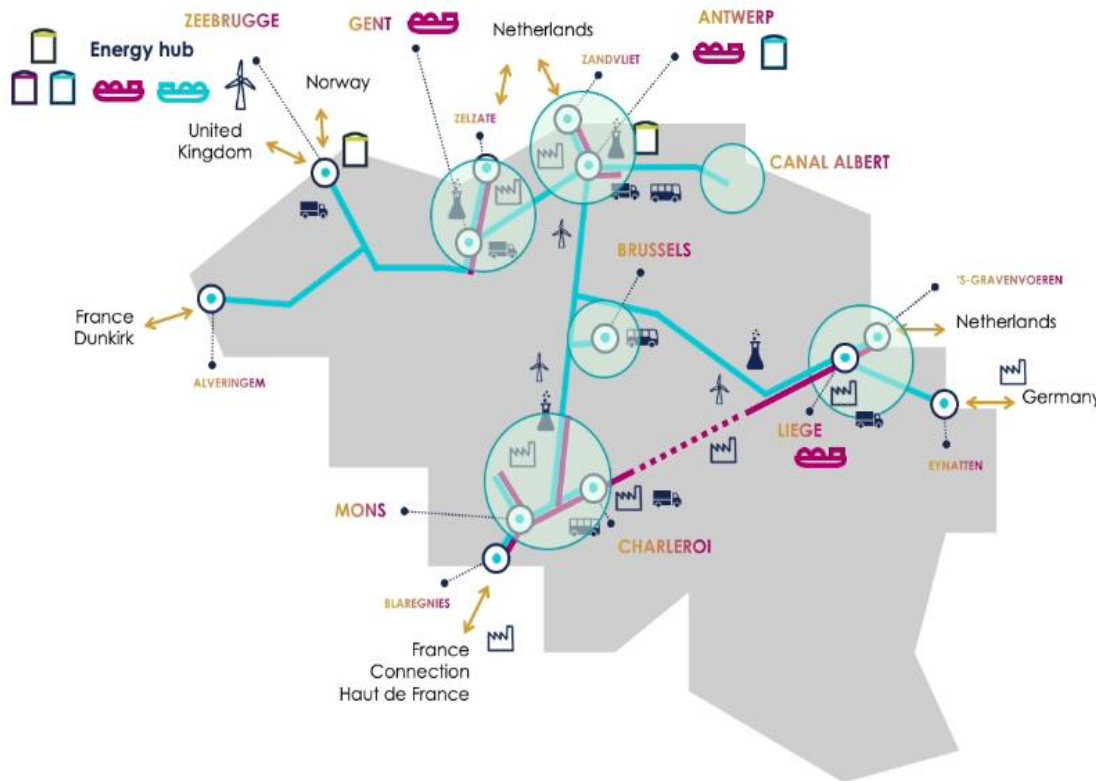 ZEEBRUGGE
GENT
ANTWERP
Netherlands
Energy hub
ZANDVLIET
Norway
ZELZATE
United
Kingdom
CANAL ALBERT
BRUSSELS
'S-GRAVENVOEREN
France
Dunkirk
Netherlands
ALVERINGEM
Germany
LIEGE
EYNATTEN
MONS
CHARLEROI
BLAREGNIES
France
Connection
Haut de France